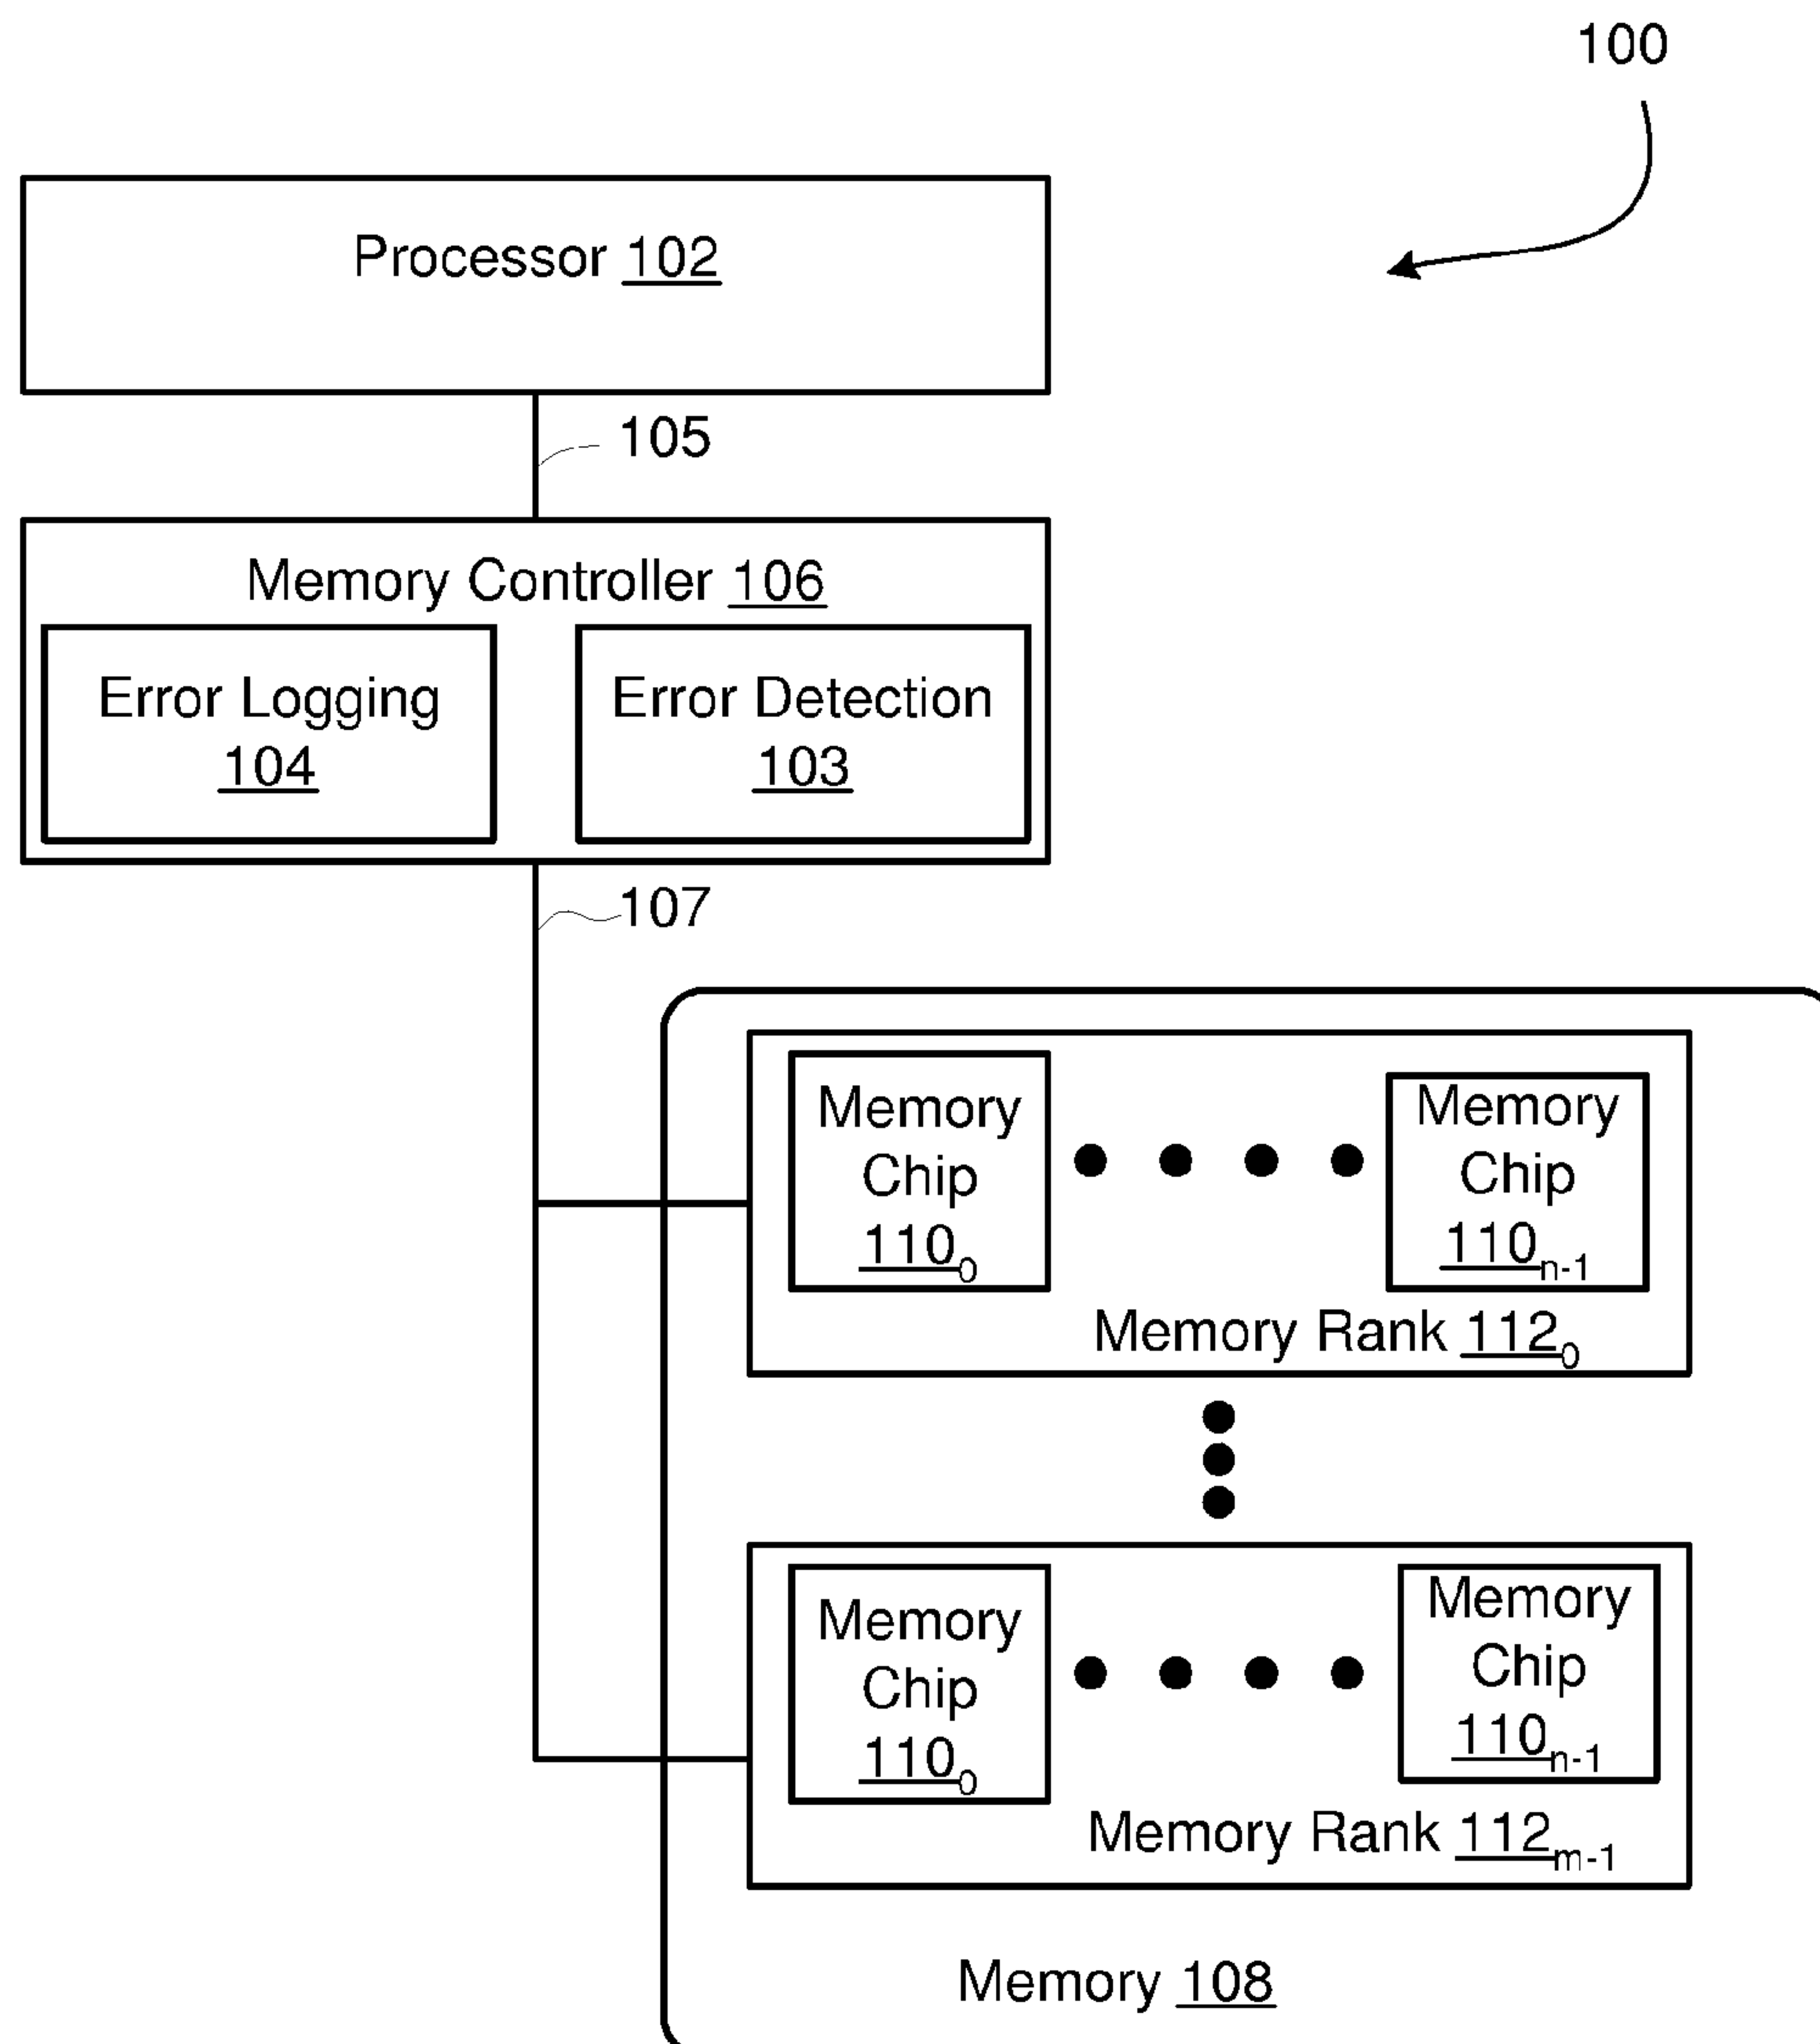 100
Processor 102
105
Memory Controller 106
Error Logging
104
Error Detection
103
107
Memory
Chip
110₀
Memory
Chip
110ₙ₋₁
Memory Rank 112₀
Memory
Chip
110₀
Memory
Chip
110ₙ₋₁
Memory Rank 112ₘ₋₁
Memory 108